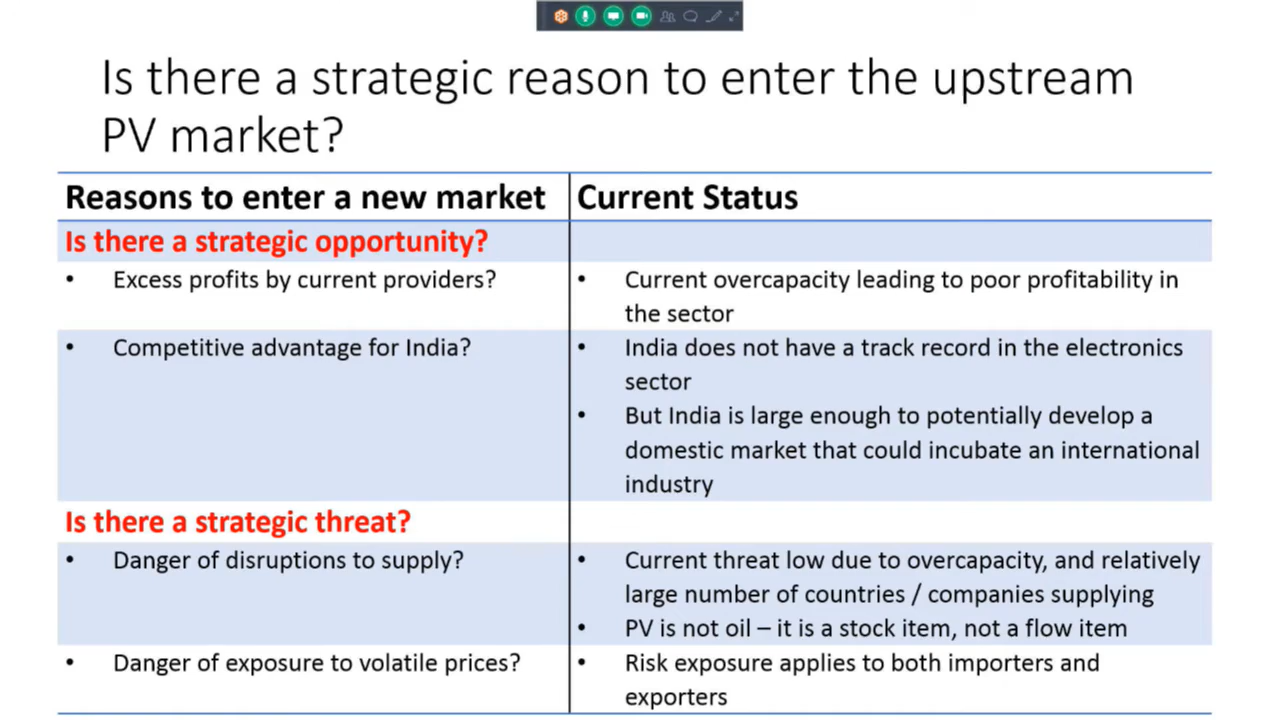 Is there a strategic reason to enter the upstream
PV market?
Reasons to enter a new market
Current Status
Is there a strategic opportunity?
• Excess profits by current providers?
• Current overcapacity leading to poor profitability in
the sector
• Competitive advantage for India?
• India does not have a track record in the electronics
sector
• But India is large enough to potentially develop a
domestic market that could incubate an international
industry
Is there a strategic threat?
• Danger of disruptions to supply?
• Current threat low due to overcapacity, and relatively
large number of countries / companies supplying
• PV is not oil – it is a stock item, not a flow item
• Danger of exposure to volatile prices?
• Risk exposure applies to both importers and
exporters